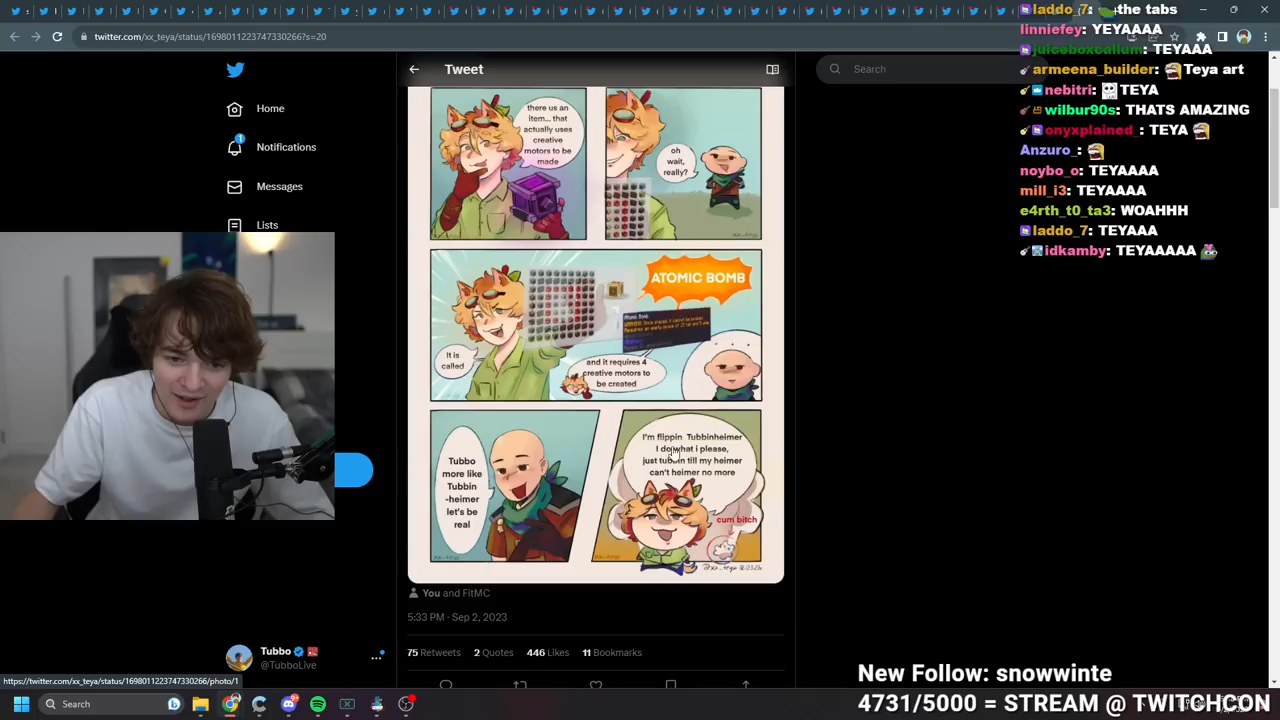 twitter.com/xx_teya/status/1698011223747330266?s=20
Tweet
Search
Home
Notifications
1
Messages
Lists
there us an
item... that
actually uses
creative
motors to be
made
oh
wait,
really?
ATOMIC BOMB
It is
called
and it requires 4
creative motors to
be created
Tubbo
more like
Tubbin
-heimer
let's be
real
I'm flippin Tubbinheimer
I do what i please,
just tubbin till my heimer
can't heimer no more
cum bitch
You and FitMC
5:33 PM · Sep 2, 2023
75 Retweets 2 Quotes 446 Likes 11 Bookmarks
Tubbo
@TubboLive
https://twitter.com/xx_teya/status/1698011223747330266/photo/1
Search
laddo_7: the tabs
linniefey: YEYAAAA
juiceboxcallum: TEYAAA
armeena_builder: Teya art
nebitri: TEYA
wilbur90s: THATS AMAZING
onyxplained_: TEYA
Anzuro_:
noybo_o: TEYAAAA
mill_i3: TEYAAAA
e4rth_t0_ta3: WOAHHH
laddo_7: TEYAAA
idkamby: TEYAAAAA
New Follow: snowwinte
4731/5000 = STREAM @ TWITCHCON